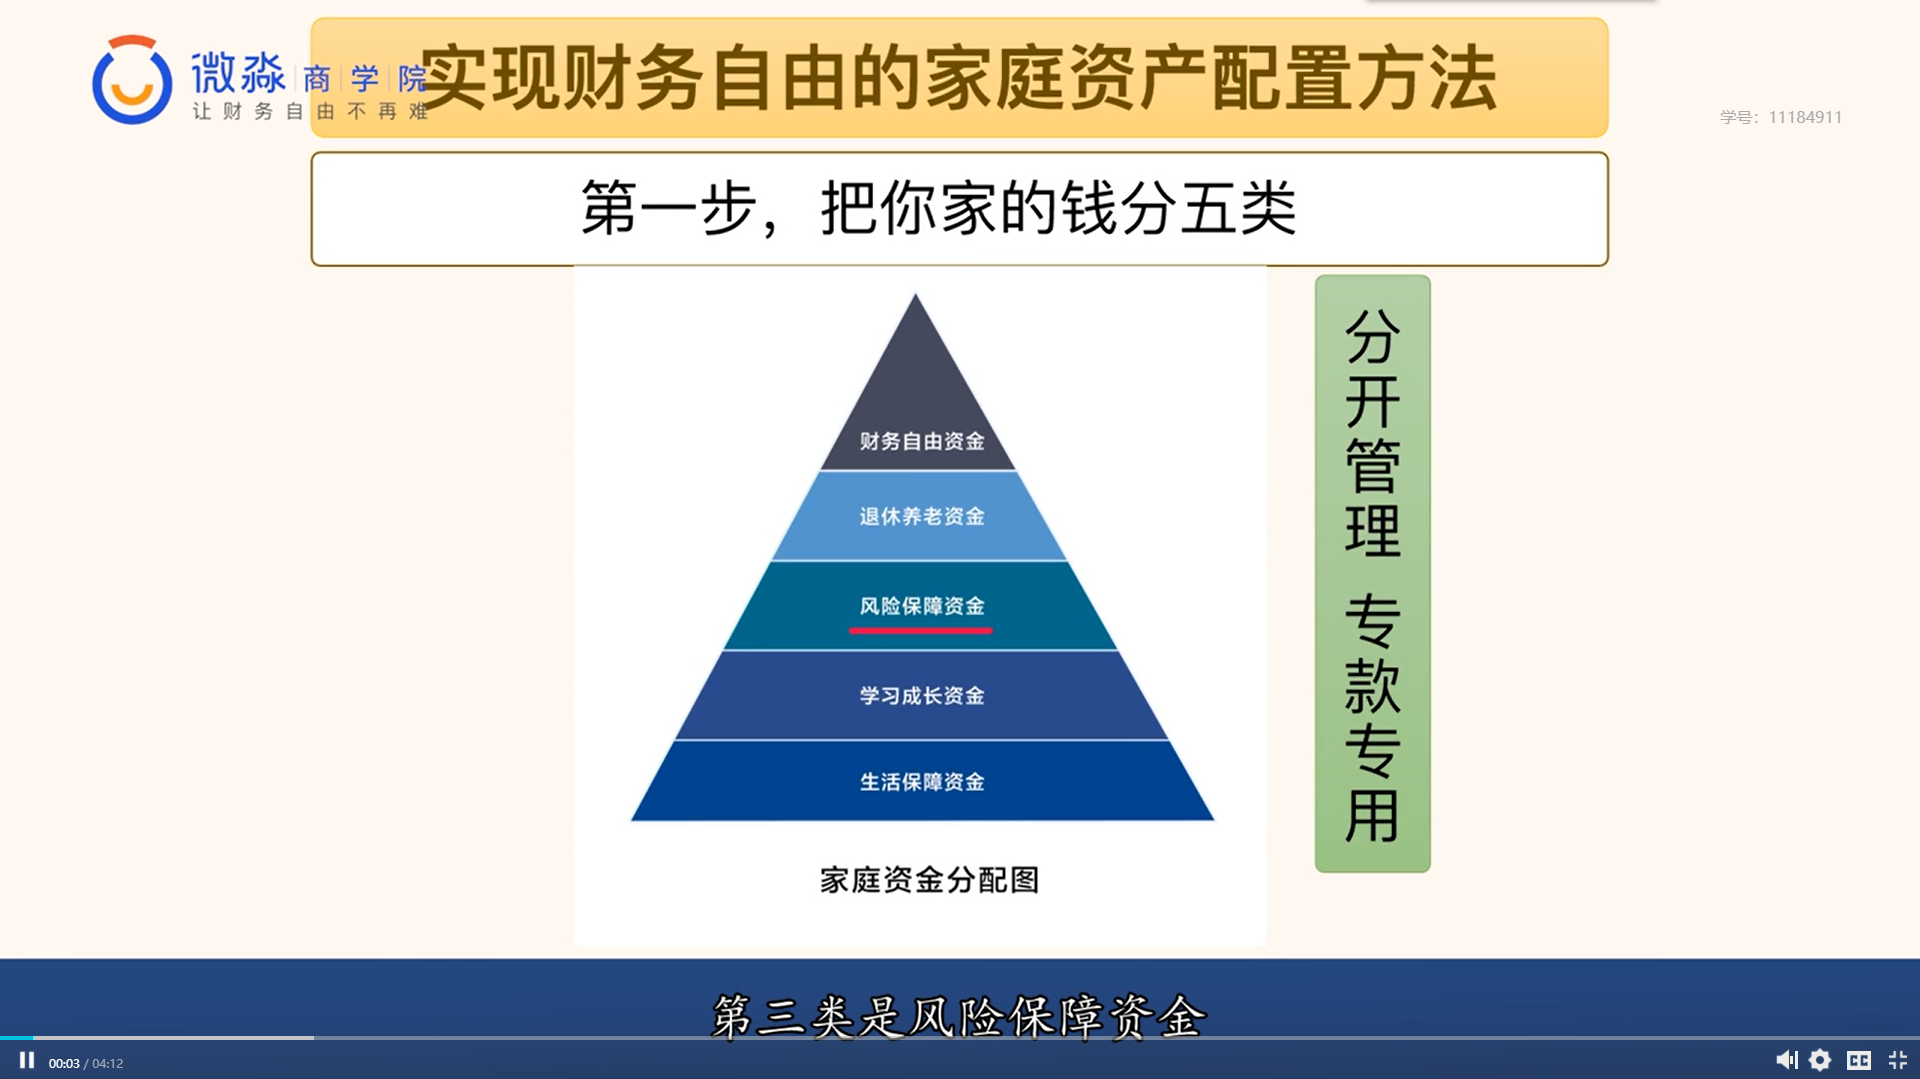 微淼商学院
让财务自由不再难
实现财务自由的家庭资产配置方法
学号：11184911
第一步，把你家的钱分五类
财务自由资金
退休养老资金
风险保障资金
学习成长资金
生活保障资金
家庭资金分配图
分开管理 专款专用
第三类是风险保障资金
00:03 / 04:12
CC